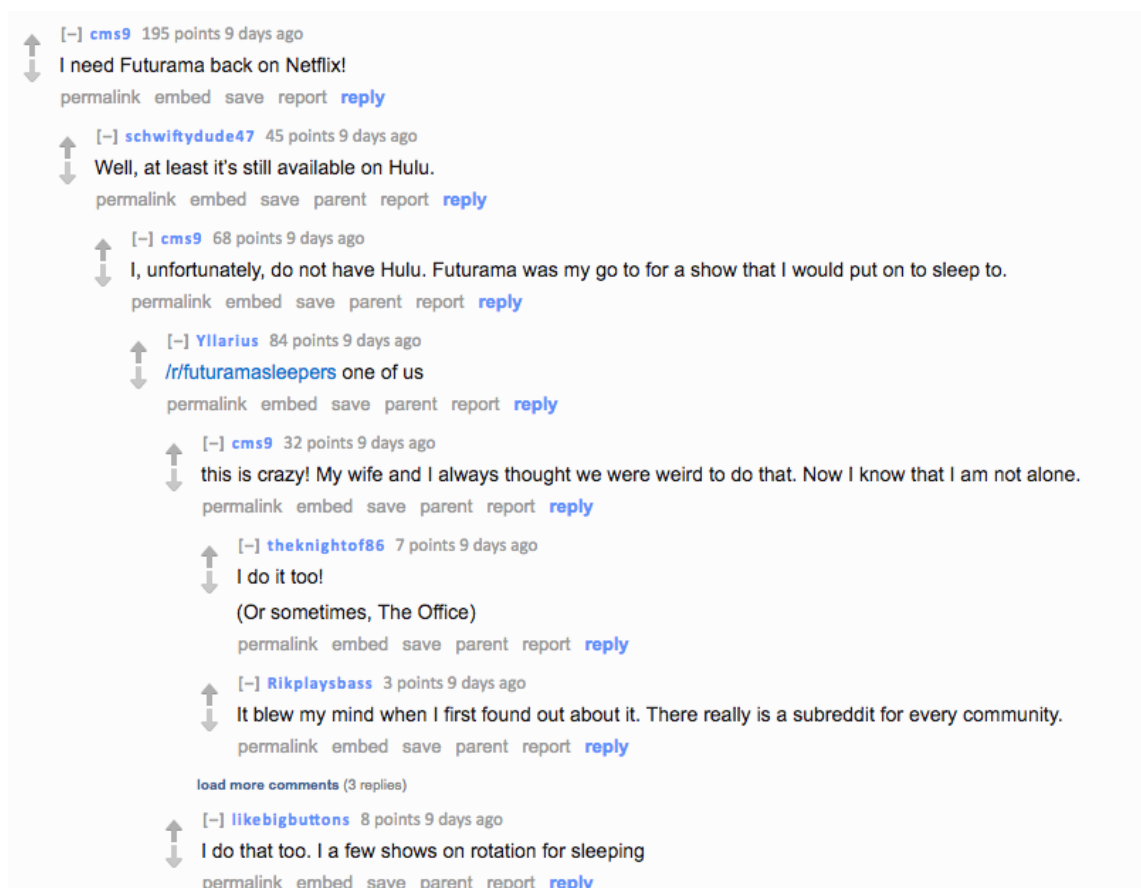 [–] cms9 195 points 9 days ago
I need Futurama back on Netflix!
permalink embed save report reply
[–] schwiftydude47 45 points 9 days ago
Well, at least it's still available on Hulu.
permalink embed save parent report reply
[–] cms9 68 points 9 days ago
I, unfortunately, do not have Hulu. Futurama was my go to for a show that I would put on to sleep to.
permalink embed save parent report reply
[–] Yllarius 84 points 9 days ago
/r/futuramasleepers one of us
permalink embed save parent report reply
[–] cms9 32 points 9 days ago
this is crazy! My wife and I always thought we were weird to do that. Now I know that I am not alone.
permalink embed save parent report reply
[–] theknightof86 7 points 9 days ago
I do it too!
(Or sometimes, The Office)
permalink embed save parent report reply
[–] Rikplaysbass 3 points 9 days ago
It blew my mind when I first found out about it. There really is a subreddit for every community.
permalink embed save parent report reply
load more comments (3 replies)
[–] likebigbuttons 8 points 9 days ago
I do that too. I a few shows on rotation for sleeping
permalink embed save parent report reply